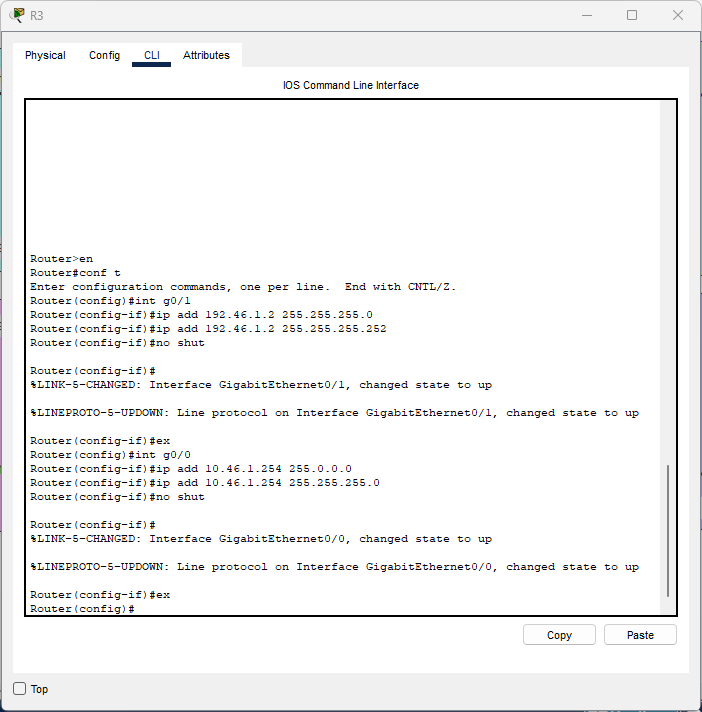 R3
Physical Config CLI Attributes
IOS Command Line Interface
Router>en
Router#conf t
Enter configuration commands, one per line.  End with CNTL/Z.
Router(config)#int g0/1
Router(config-if)#ip add 192.46.1.2 255.255.255.0
Router(config-if)#ip add 192.46.1.2 255.255.255.252
Router(config-if)#no shut
Router(config-if)#
%LINK-5-CHANGED: Interface GigabitEthernet0/1, changed state to up
%LINEPROTO-5-UPDOWN: Line protocol on Interface GigabitEthernet0/1, changed state to up
Router(config-if)#ex
Router(config)#int g0/0
Router(config-if)#ip add 10.46.1.254 255.0.0.0
Router(config-if)#ip add 10.46.1.254 255.255.255.0
Router(config-if)#no shut
Router(config-if)#
%LINK-5-CHANGED: Interface GigabitEthernet0/0, changed state to up
%LINEPROTO-5-UPDOWN: Line protocol on Interface GigabitEthernet0/0, changed state to up
Router(config-if)#ex
Router(config)#
Copy Paste
Top